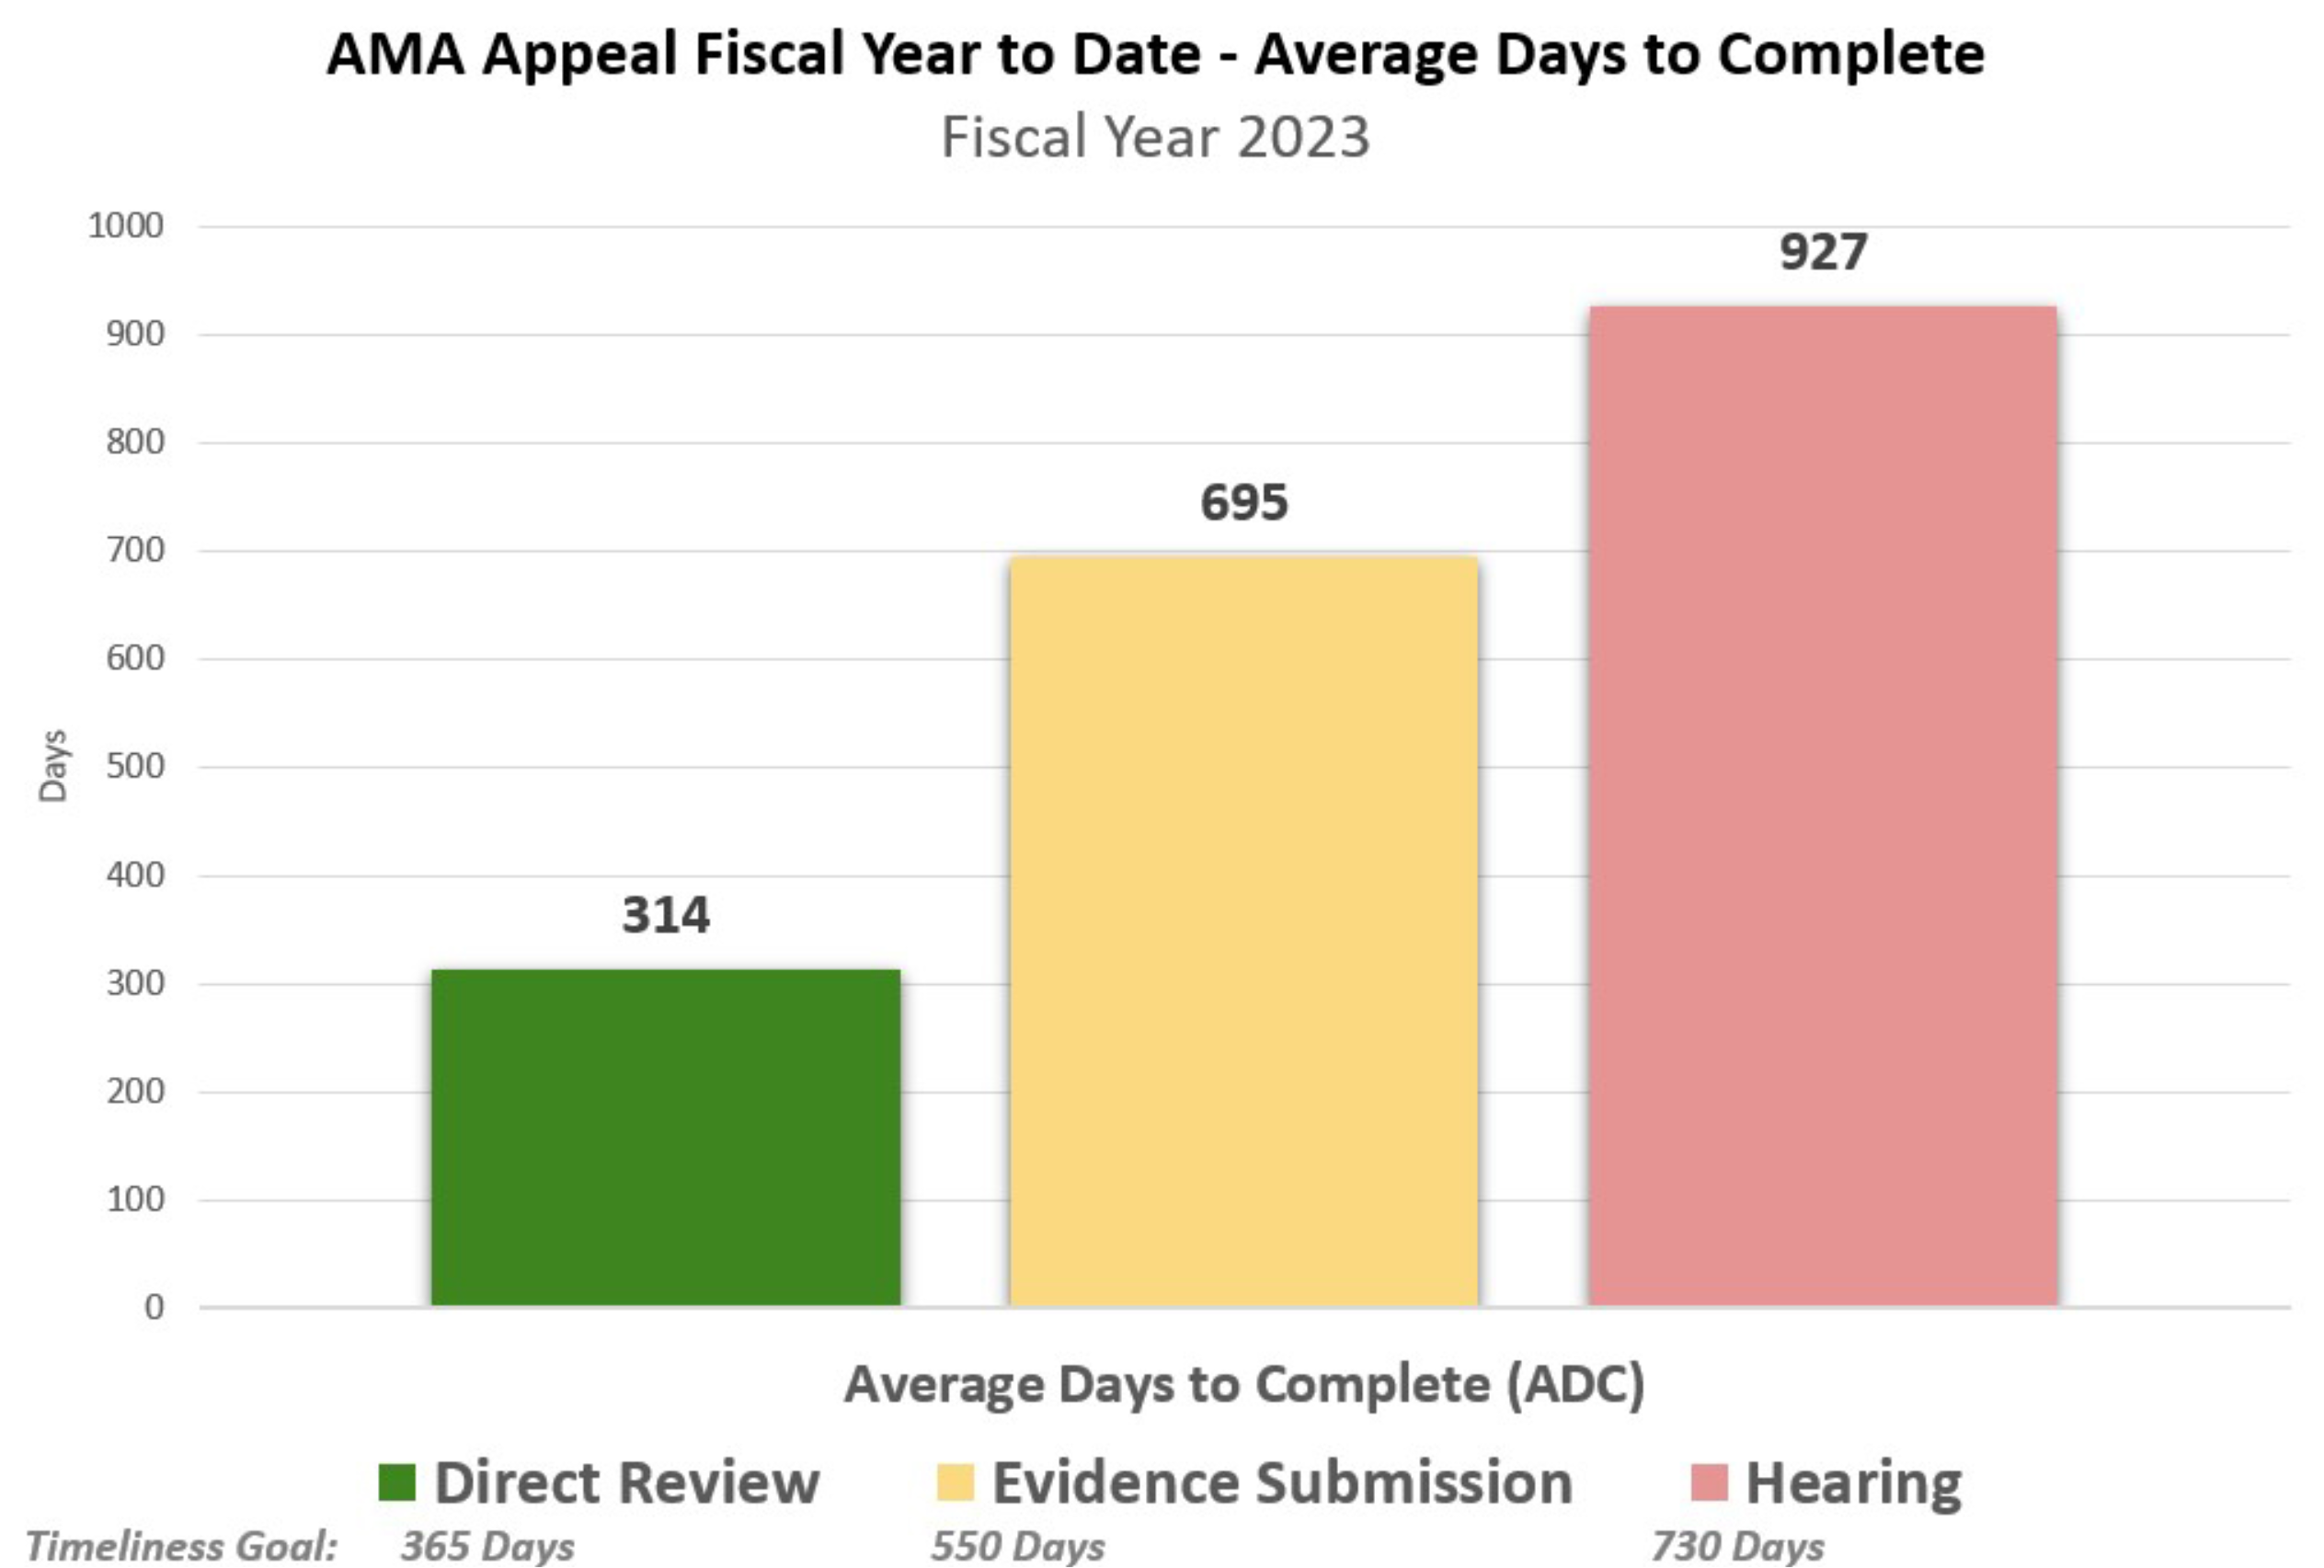 AMA Appeal Fiscal Year to Date - Average Days to Complete
Fiscal Year 2023
1000
900
800
700
600
500
400
300
200
100
0
Days
314
695
927
Average Days to Complete (ADC)
Direct Review Evidence Submission Hearing
Timeliness Goal: 365 Days 550 Days 730 Days